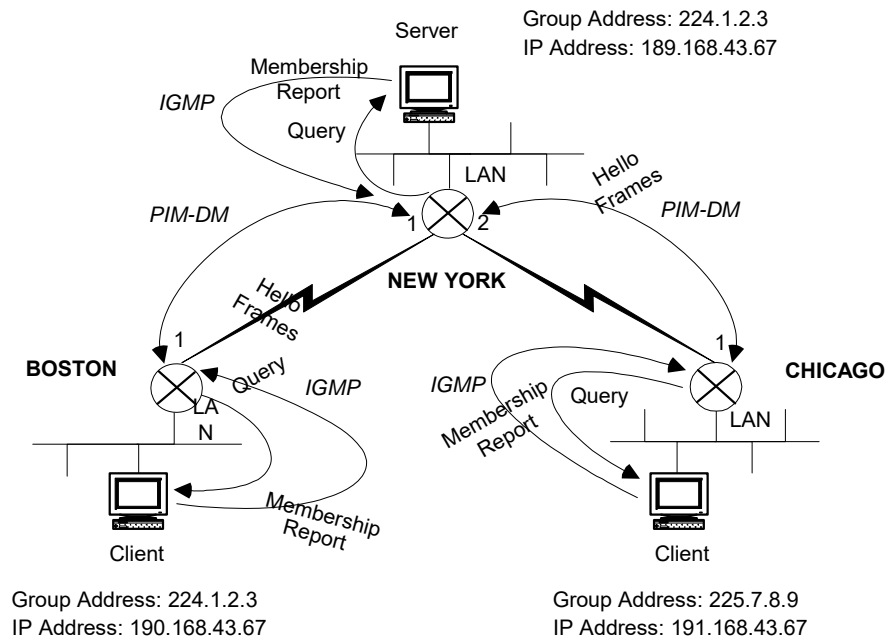 Group Address: 224.1.2.3
IP Address: 189.168.43.67
Server
Membership
Report
IGMP
Query
LAN
Hello
Frames
PIM-DM
PIM-DM
1
2
NEW YORK
Hello
Frames
1
1
BOSTON
CHICAGO
Query
IGMP
LA
N
IGMP
Membership
Report
Query
LAN
Membership
Report
Client
Client
Group Address: 224.1.2.3
IP Address: 190.168.43.67
Group Address: 225.7.8.9
IP Address: 191.168.43.67